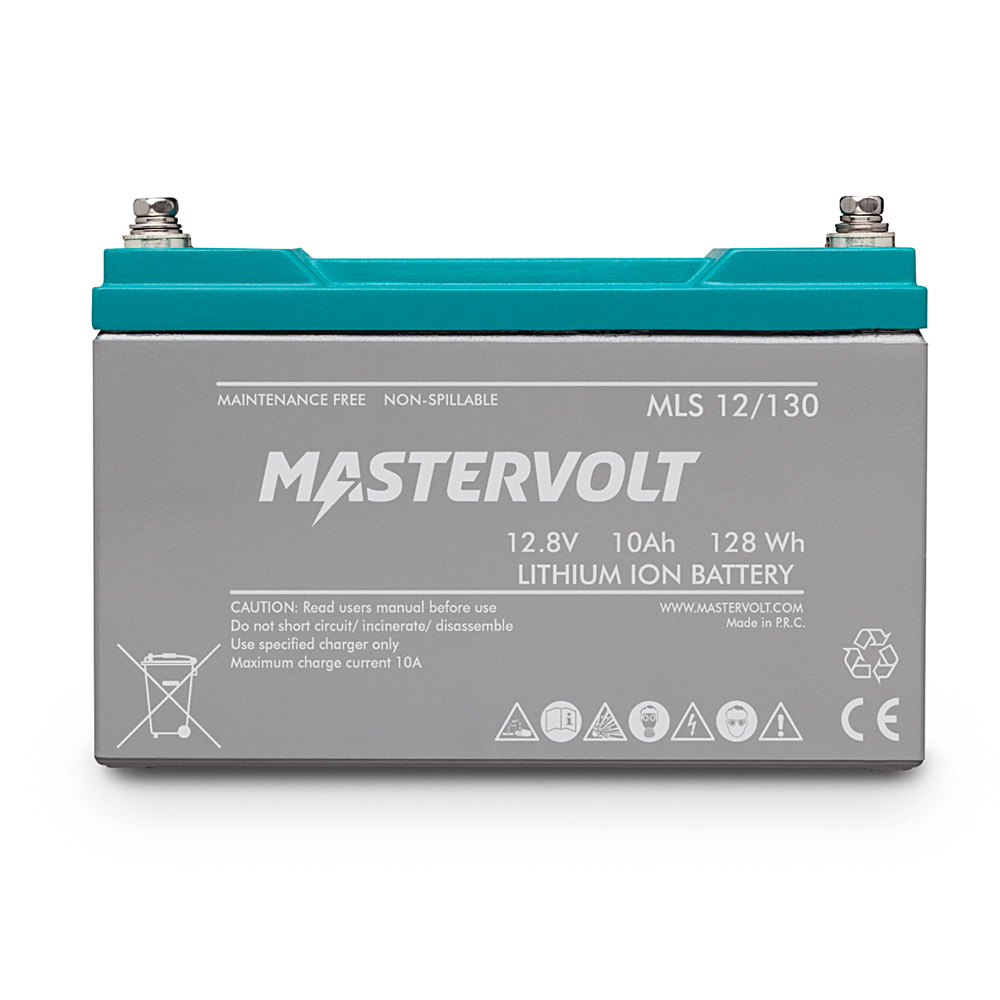 MAINTENANCE FREE NON-SPILLABLE
MLS 12/130
MASTERVOLT
12.8V 10Ah 128 Wh
LITHIUM ION BATTERY
CAUTION: Read users manual before use
Do not short circuit/ incinerate/ disassemble
Use specified charger only
Maximum charge current 10A
WWW.MASTERVOLT.COM
Made in P.R.C.
CE